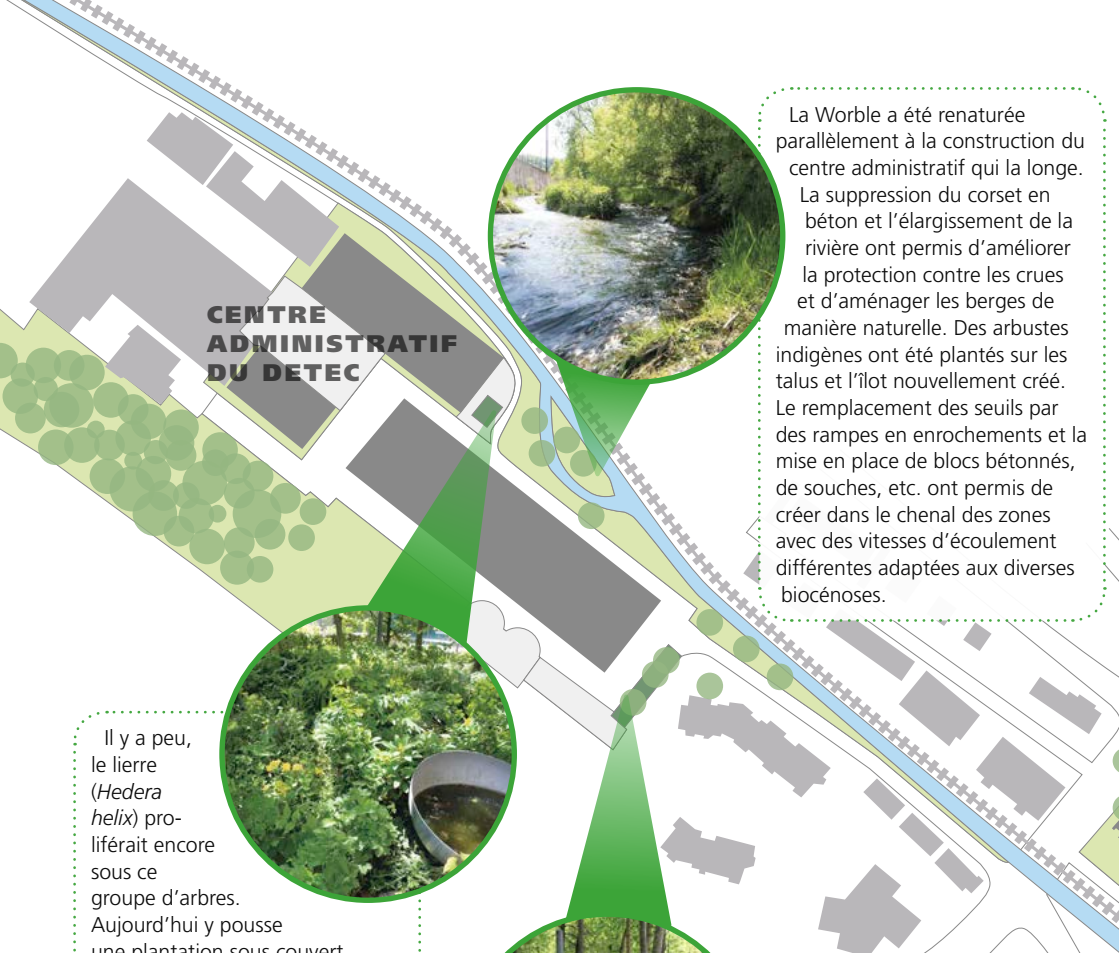 La Worble a été renaturée
parallèlement à la construction du
centre administratif qui la longe.
La suppression du corset en
béton et l'élargissement de la
rivière ont permis d'améliorer
la protection contre les crues
et d'aménager les berges de
manière naturelle. Des arbustes
indigènes ont été plantés sur les
talus et l'îlot nouvellement créé.
Le remplacement des seuils par
des rampes en enrochements et la
mise en place de blocs bétonnés,
de souches, etc. ont permis de
créer dans le chenal des zones
avec des vitesses d'écoulement
différentes adaptées aux diverses
biocénoses.
CENTRE
ADMINISTRATIF
DU DETEC
Il y a peu,
le lierre
(Hedera
helix) pro-
liférait encore
sous ce
groupe d'arbres.
Aujourd'hui y pousse
une plantation sous couvert